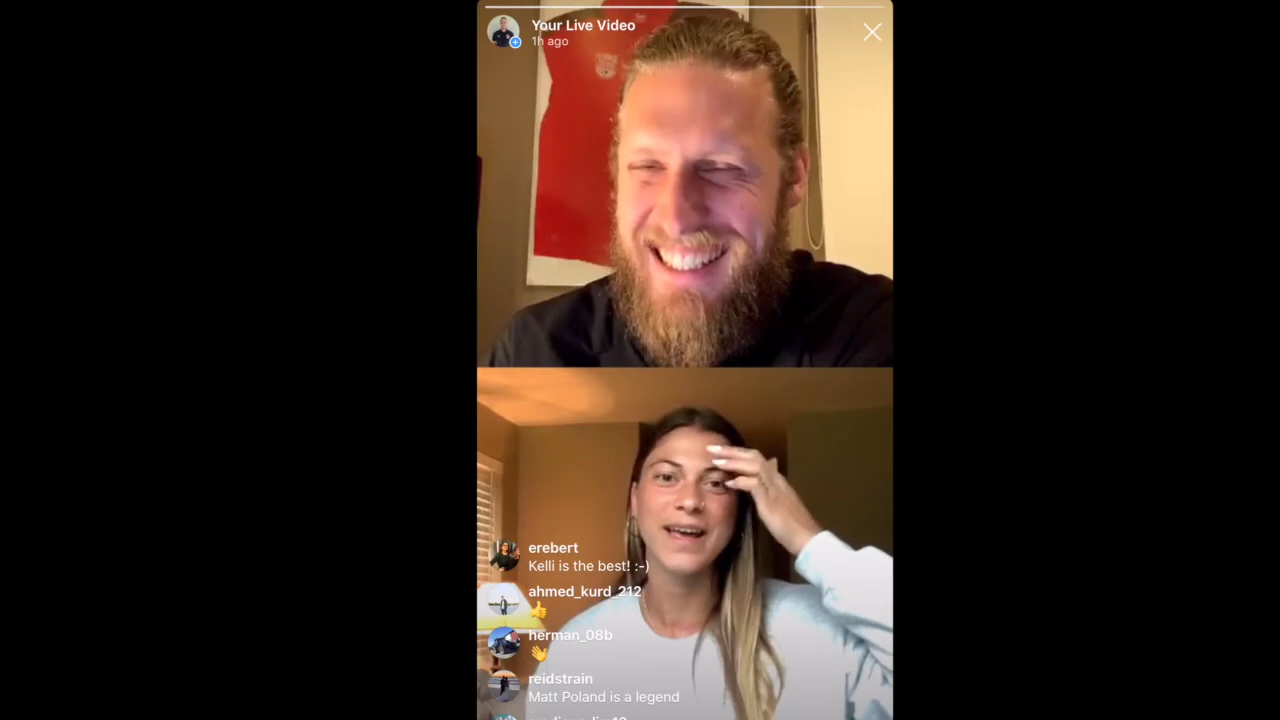 Your Live Video
1h ago
erebert
Kelli is the best! :-)
ahmed_kurd_212
👍
herman_08b
👋
reidstrain
Matt Poland is a legend